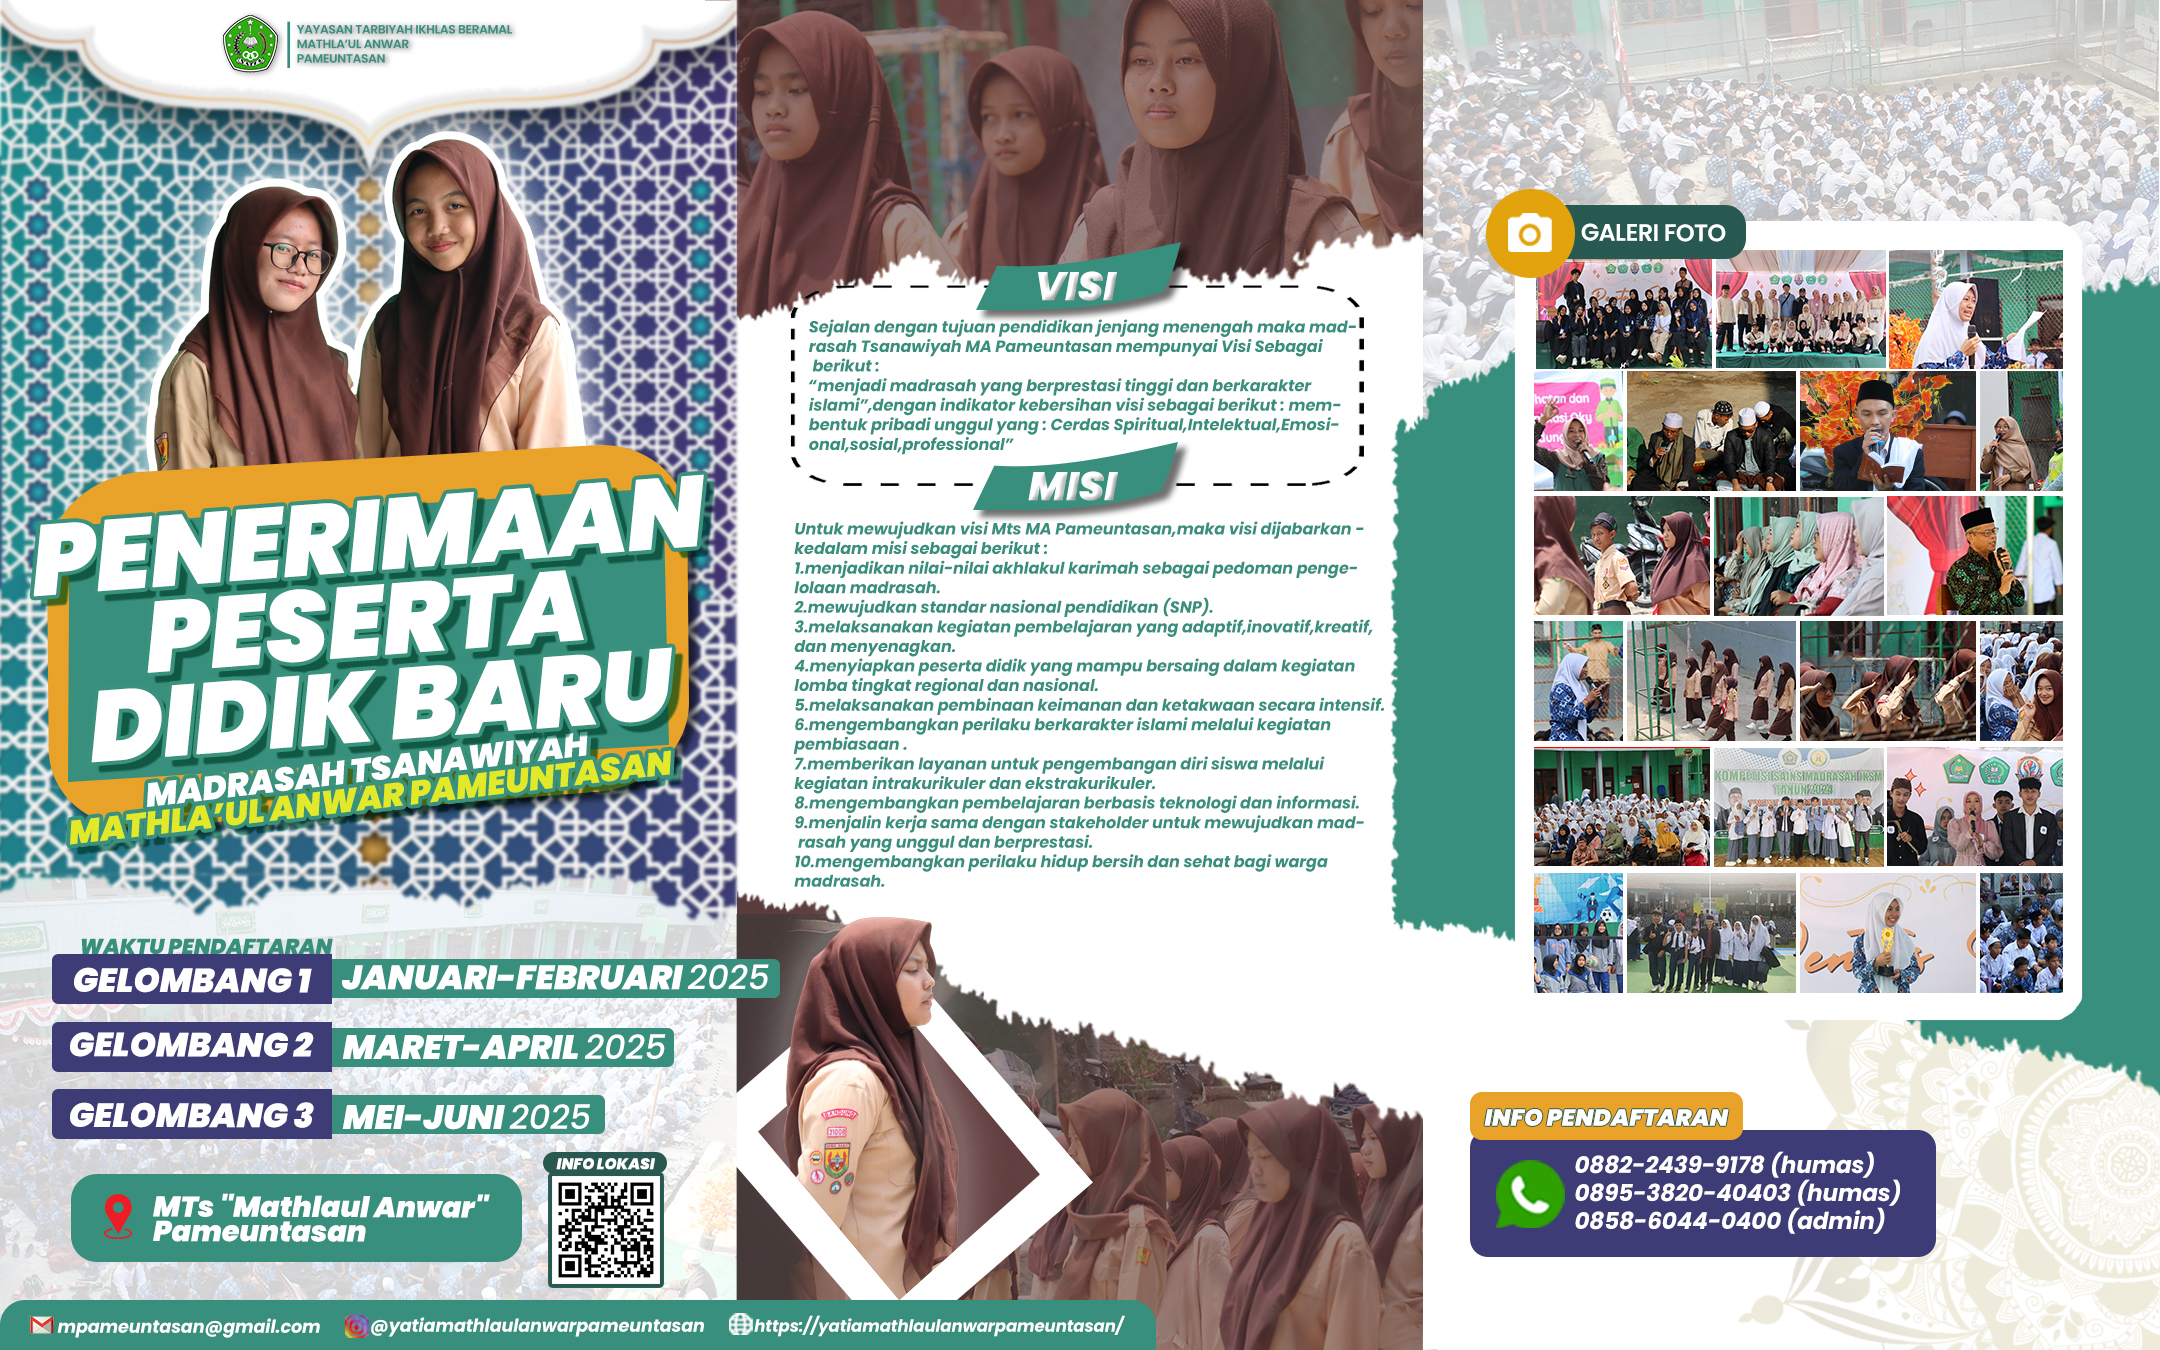 YAYASAN TARBIYAH IKHLAS BERAMAL
MATHLA'UL ANWAR
PAMEUNTASAN
PENERIMAAN
PESERTA
DIDIK BARU
MADRASAH TSANAWIYAH
MATHLA'UL ANWAR PAMEUNTASAN
WAKTU PENDAFTARAN
GELOMBANG 1 JANUARI-FEBRUARI 2025
GELOMBANG 2 MARET-APRIL 2025
GELOMBANG 3 MEI-JUNI 2025
MTs "Mathlaul Anwar"
Pameuntasan
INFO LOKASI
mpameuntasan@gmail.com
@yatiamathlaulanwarpameuntasan
https://yatiamathlaulanwarpameuntasan/
VISI
Sejalan dengan tujuan pendidikan jenjang menengah maka mad-
rasah Tsanawiyah MA Pameuntasan mempunyai Visi Sebagai
berikut :
“menjadi madrasah yang berprestasi tinggi dan berkarakter
islami”,dengan indikator kebersihan visi sebagai berikut : mem-
bentuk pribadi unggul yang : Cerdas Spiritual,Intelektual,Emosi-
onal,sosial,professional”
MISI
Untuk mewujudkan visi Mts MA Pameuntasan,maka visi dijabarkan -
kedalam misi sebagai berikut :
1.menjadikan nilai-nilai akhlakul karimah sebagai pedoman penge-
lolaan madrasah.
2.mewujudkan standar nasional pendidikan (SNP).
3.melaksanakan kegiatan pembelajaran yang adaptif,inovatif,kreatif,
dan menyenagkan.
4.menyiapkan peserta didik yang mampu bersaing dalam kegiatan
lomba tingkat regional dan nasional.
5.melaksanakan pembinaan keimanan dan ketakwaan secara intensif.
6.mengembangkan perilaku berkarakter islami melalui kegiatan
pembiasaan .
7.memberikan layanan untuk pengembangan diri siswa melalui
kegiatan intrakurikuler dan ekstrakurikuler.
8.mengembangkan pembelajaran berbasis teknologi dan informasi.
9.menjalin kerja sama dengan stakeholder untuk mewujudkan mad-
rasah yang unggul dan berprestasi.
10.mengembangkan perilaku hidup bersih dan sehat bagi warga
madrasah.
BANDUNG
GALERI FOTO
hatan dan
KOMPETISI SAINS MADRASAH (KSM)
TAHUN 2024
INFO PENDAFTARAN
0882-2439-9178 (humas)
0895-3820-40403 (humas)
0858-6044-0400 (admin)